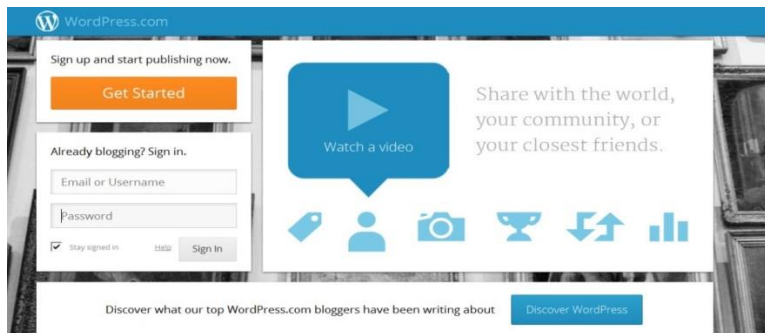 WordPress.com
Sign up and start publishing now.
Get Started
Already blogging? Sign in.
Email or Username
Password
Stay signed in
Help
Sign In
Watch a video
Share with the world,
your community, or
your closest friends.
Discover what our top WordPress.com bloggers have been writing about
Discover WordPress